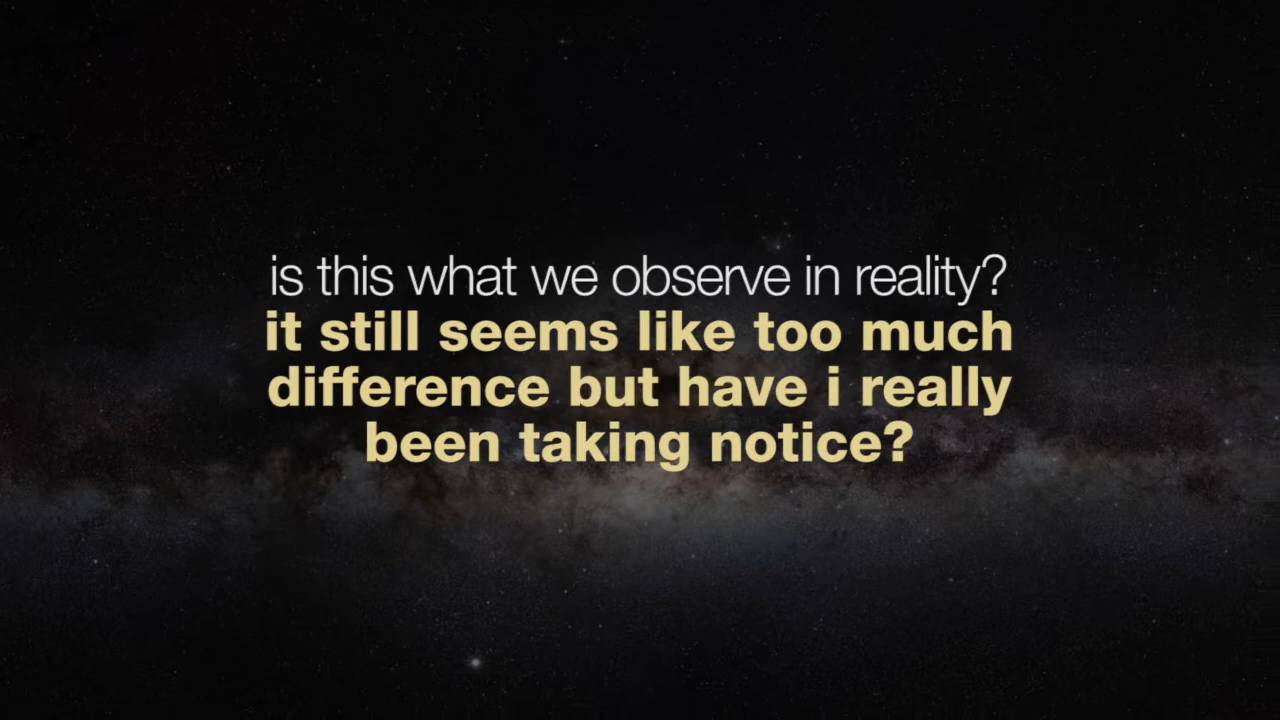 is this what we observe in reality?
it still seems like too much
difference but have i really
been taking notice?